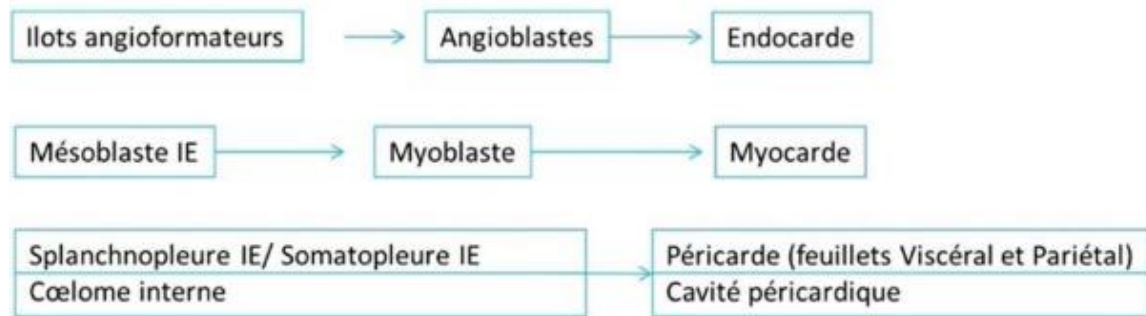 Ilots angioformateurs Angioblastes Endocarde
Mésoblaste IE Myoblaste Myocarde
Splanchnopleure IE/ Somatopleure IE Péricarde (feuillets Viscéral et Pariétal)
Cœlome interne Cavité péricardique